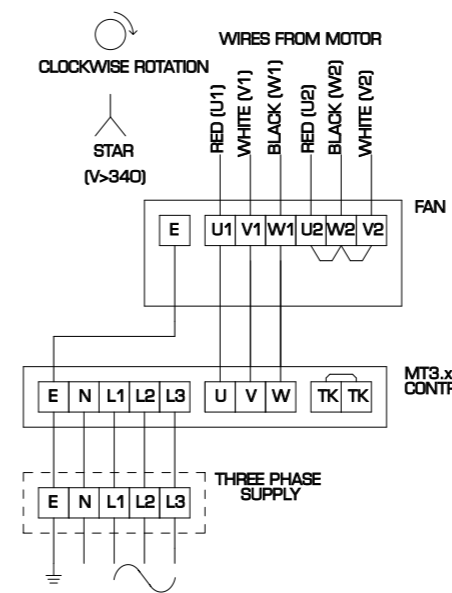 WIRES FROM MOTOR
CLOCKWISE ROTATION
STAR
(V>340)
RED (U1)
WHITE (V1)
BLACK (W1)
RED (U2)
BLACK (W2)
WHITE (V2)
FAN
E U1 V1 W1 U2 W2 V2
MT3.x
CONT
E N L1 L2 L3 U V W TK TK
THREE PHASE
SUPPLY
E N L1 L2 L3